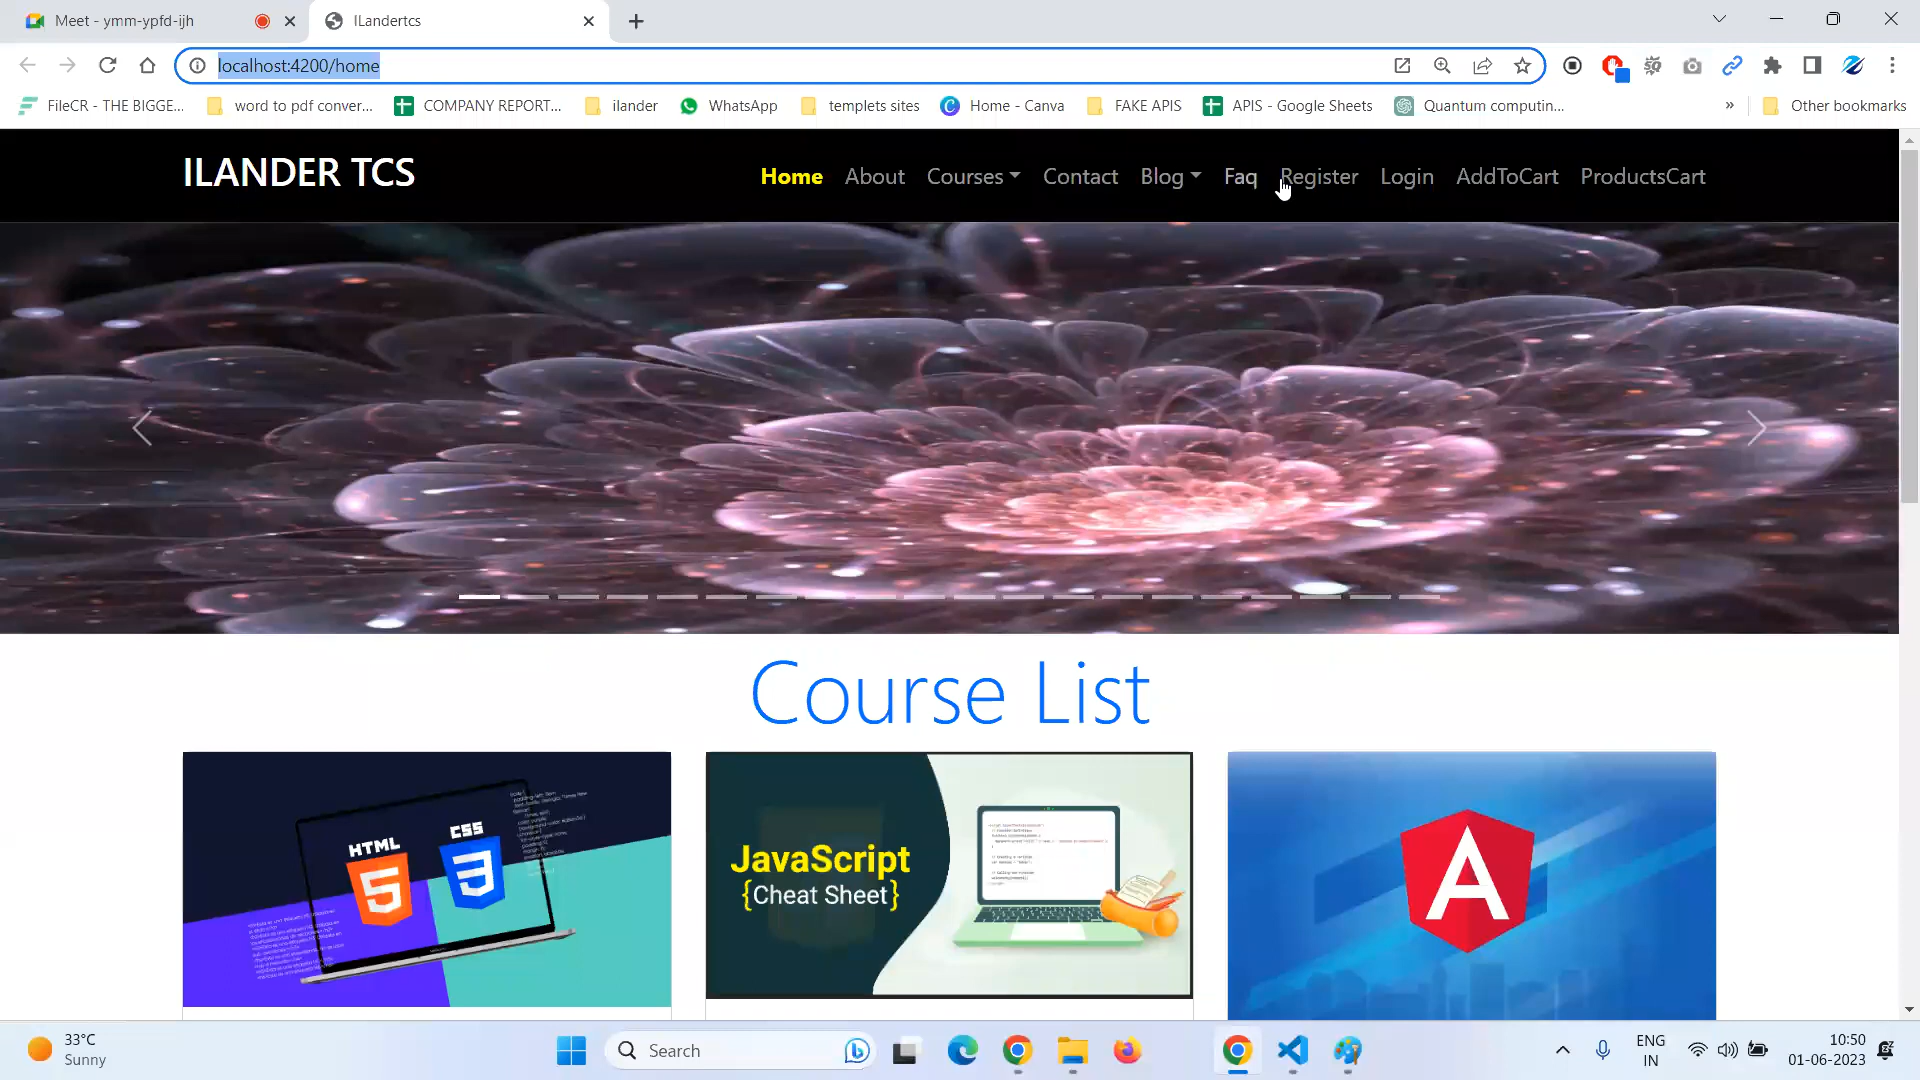 Meet - ymm-ypfd-ijh
ILandertcs
localhost:4200/home
FileCR - THE BIGGE...
word to pdf conver...
COMPANY REPORT...
ilander
WhatsApp
templets sites
Home - Canva
FAKE APIS
APIS - Google Sheets
Quantum computin...
»
Other bookmarks
ILANDER TCS
Home
About
Courses
Contact
Blog
Faq
Register
Login
AddToCart
ProductsCart
Course List
HTML
5
CSS
3
JavaScript
{Cheat Sheet}
A
33°C
Sunny
Search
ENG
IN
10:50
01-06-2023